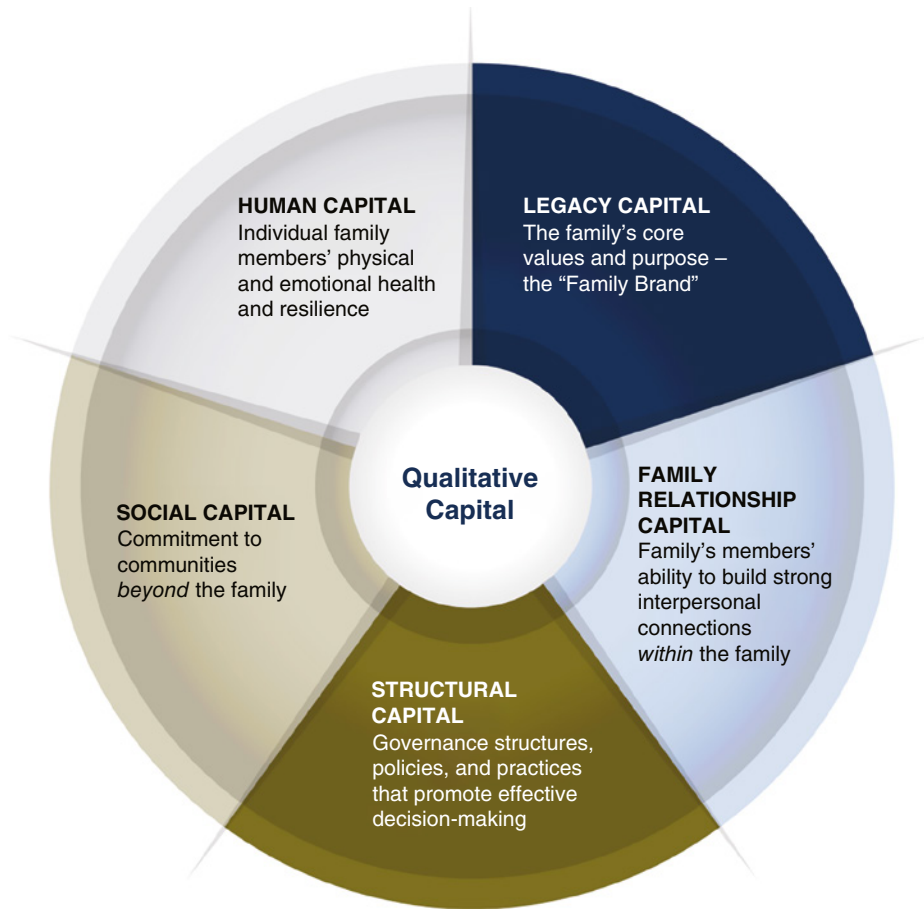 HUMAN CAPITAL
Individual family
members’ physical
and emotional health
and resilience
LEGACY CAPITAL
The family’s core
values and purpose –
the “Family Brand”
Qualitative
Capital
FAMILY
RELATIONSHIP
CAPITAL
Family’s members’
ability to build strong
interpersonal
connections
within the family
SOCIAL CAPITAL
Commitment to
communities
beyond the family
STRUCTURAL
CAPITAL
Governance structures,
policies, and practices
that promote effective
decision-making